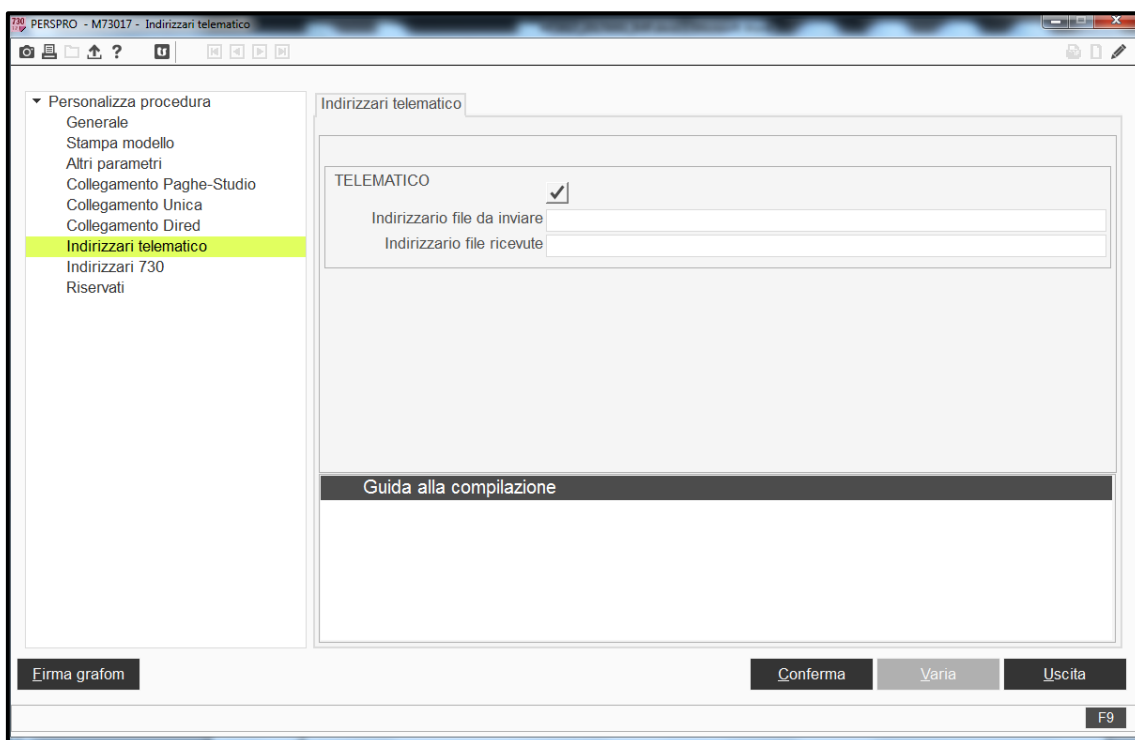 730 PERSPRO - M73017 - Indirizzari telematico
Personalizza procedura
Generale
Stampa modello
Altri parametri
Collegamento Paghe-Studio
Collegamento Unica
Collegamento Dired
Indirizzari telematico
Indirizzari 730
Riservati
Indirizzari telematico
TELEMATICO
Indirizzario file da inviare
Indirizzario file ricevute
Guida alla compilazione
Firma grafom
Conferma
Varia
Uscita
F9